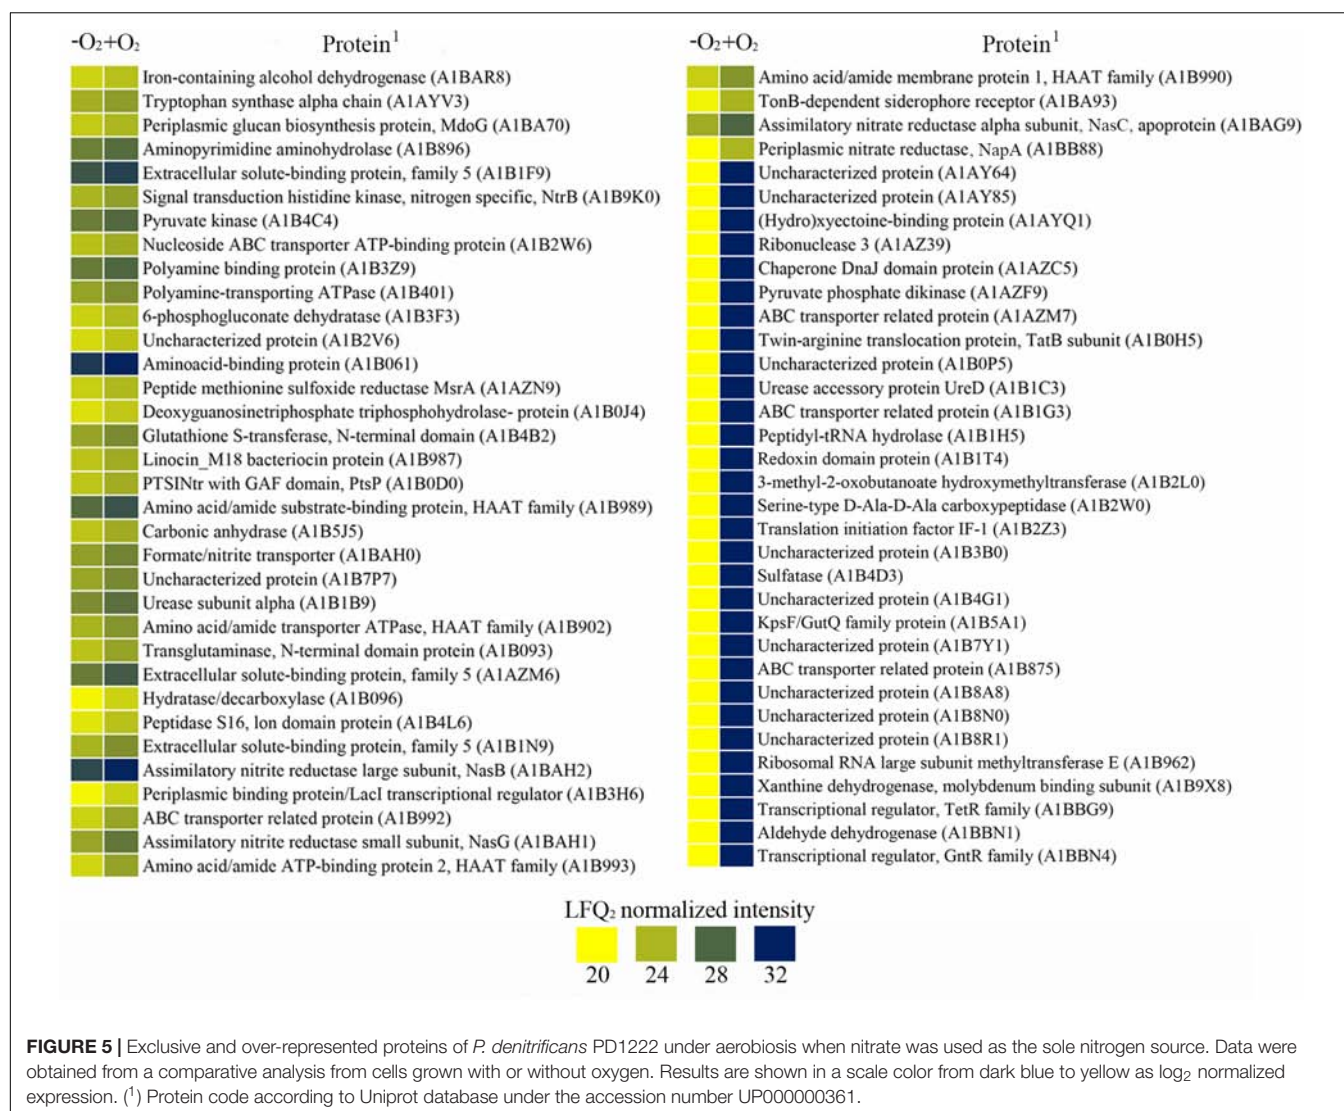 -O₂+O₂ Protein¹
Iron-containing alcohol dehydrogenase (A1BAR8)
Tryptophan synthase alpha chain (A1AYV3)
Periplasmic glucan biosynthesis protein, MdoG (A1BA70)
Aminopyrimidine aminohydrolase (A1B896)
Extracellular solute-binding protein, family 5 (A1B1F9)
Signal transduction histidine kinase, nitrogen specific, NtrB (A1B9K0)
Pyruvate kinase (A1B4C4)
Nucleoside ABC transporter ATP-binding protein (A1B2W6)
Polyamine binding protein (A1B3Z9)
Polyamine-transporting ATPase (A1B401)
6-phosphogluconate dehydratase (A1B3F3)
Uncharacterized protein (A1B2V6)
Aminoacid-binding protein (A1B061)
Peptide methionine sulfoxide reductase MsrA (A1AZN9)
Deoxyguanosinetriphosphate triphosphohydrolase- protein (A1B0J4)
Glutathione S-transferase, N-terminal domain (A1B4B2)
Linocin_M18 bacteriocin protein (A1B987)
PTSINtr with GAF domain, PtsP (A1B0D0)
Amino acid/amide substrate-binding protein, HAAT family (A1B989)
Carbonic anhydrase (A1B5J5)
Formate/nitrite transporter (A1BAH0)
Uncharacterized protein (A1B7P7)
Urease subunit alpha (A1B1B9)
Amino acid/amide transporter ATPase, HAAT family (A1B902)
Transglutaminase, N-terminal domain protein (A1B093)
Extracellular solute-binding protein, family 5 (A1AZM6)
Hydratase/decarboxylase (A1B096)
Peptidase S16, lon domain protein (A1B4L6)
Extracellular solute-binding protein, family 5 (A1B1N9)
Assimilatory nitrite reductase large subunit, NasB (A1BAH2)
Periplasmic binding protein/LacI transcriptional regulator (A1B3H6)
ABC transporter related protein (A1B992)
Assimilatory nitrite reductase small subunit, NasG (A1BAH1)
Amino acid/amide ATP-binding protein 2, HAAT family (A1B993)
-O₂+O₂ Protein¹
Amino acid/amide membrane protein 1, HAAT family (A1B990)
TonB-dependent siderophore receptor (A1BA93)
Assimilatory nitrate reductase alpha subunit, NasC, apoprotein (A1BAG9)
Periplasmic nitrate reductase, NapA (A1BB88)
Uncharacterized protein (A1AY64)
Uncharacterized protein (A1AY85)
(Hydro)xyectoine-binding protein (A1AYQ1)
Ribonuclease 3 (A1AZ39)
Chaperone DnaJ domain protein (A1AZC5)
Pyruvate phosphate dikinase (A1AZF9)
ABC transporter related protein (A1AZM7)
Twin-arginine translocation protein, TatB subunit (A1B0H5)
Uncharacterized protein (A1B0P5)
Urease accessory protein UreD (A1B1C3)
ABC transporter related protein (A1B1G3)
Peptidyl-tRNA hydrolase (A1B1H5)
Redoxin domain protein (A1B1T4)
3-methyl-2-oxobutanoate hydroxymethyltransferase (A1B2L0)
Serine-type D-Ala-D-Ala carboxypeptidase (A1B2W0)
Translation initiation factor IF-1 (A1B2Z3)
Uncharacterized protein (A1B3B0)
Sulfatase (A1B4D3)
Uncharacterized protein (A1B4G1)
KpsF/GutQ family protein (A1B5A1)
Uncharacterized protein (A1B7Y1)
ABC transporter related protein (A1B875)
Uncharacterized protein (A1B8A8)
Uncharacterized protein (A1B8N0)
Uncharacterized protein (A1B8R1)
Ribosomal RNA large subunit methyltransferase E (A1B962)
Xanthine dehydrogenase, molybdenum binding subunit (A1B9X8)
Transcriptional regulator, TetR family (A1BBG9)
Aldehyde dehydrogenase (A1BBN1)
Transcriptional regulator, GntR family (A1BBN4)
LFQ₂ normalized intensity
20 24 28 32
FIGURE 5 | Exclusive and over-represented proteins of P. denitrificans PD1222 under aerobiosis when nitrate was used as the sole nitrogen source. Data were
obtained from a comparative analysis from cells grown with or without oxygen. Results are shown in a scale color from dark blue to yellow as log₂ normalized
expression. (¹) Protein code according to Uniprot database under the accession number UP000000361.